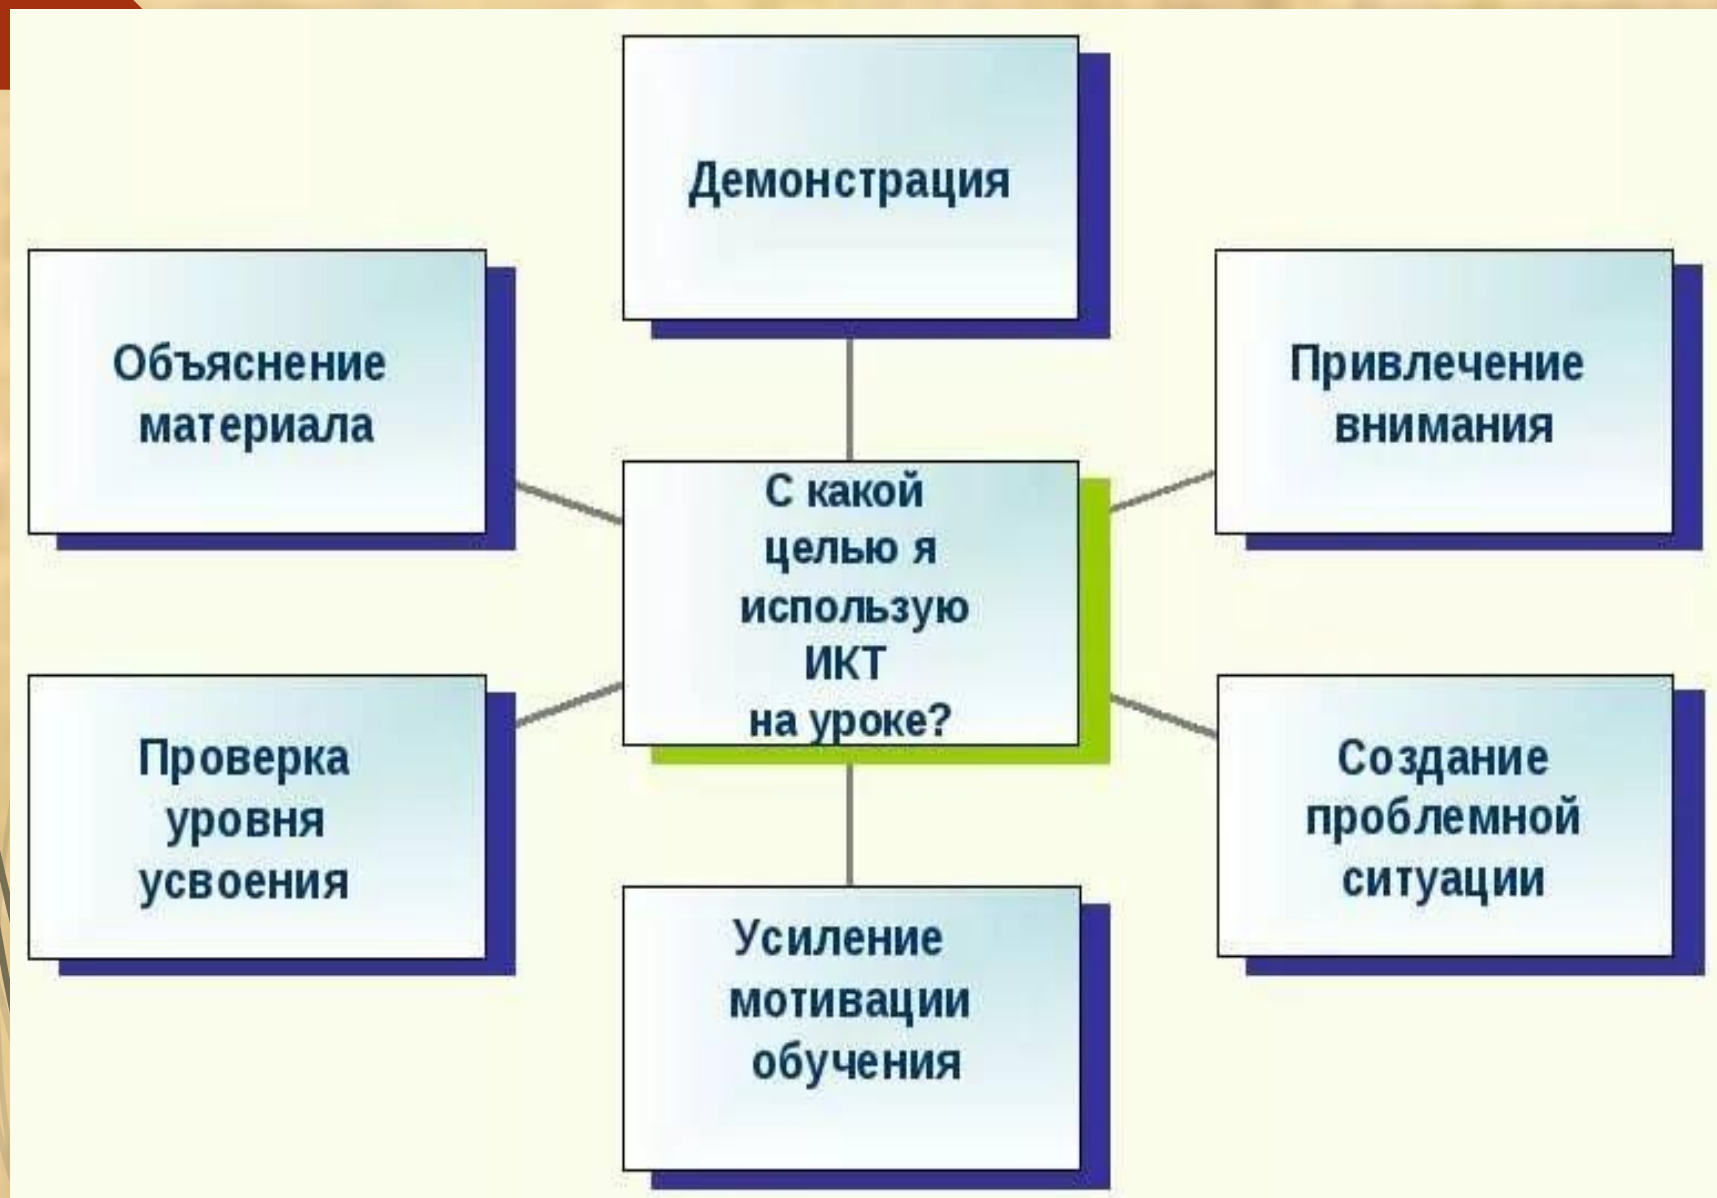 Демонстрация
Объяснение
материала
Привлечение
внимания
С какой
целью я
использую
ИКТ
на уроке?
Проверка
уровня
усвоения
Создание
проблемной
ситуации
Усиление
мотивации
обучения